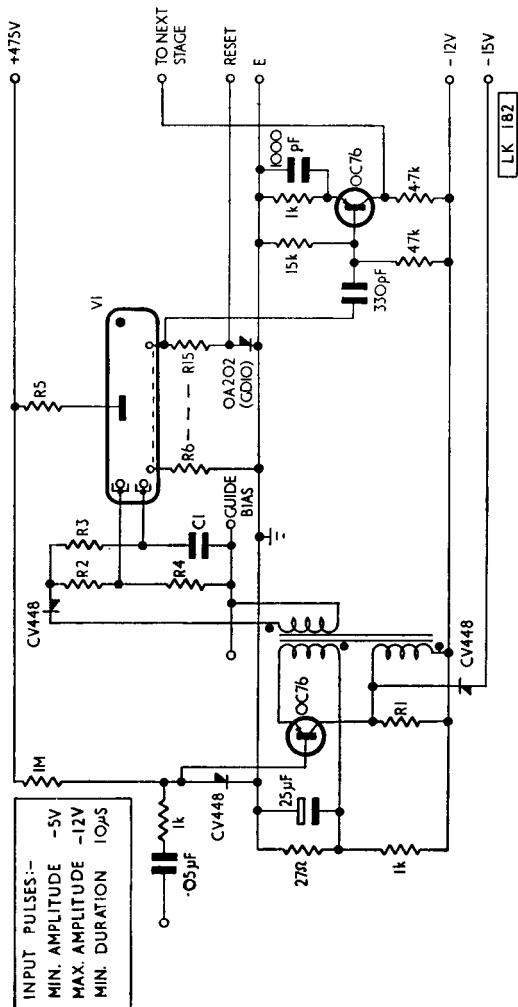 INPUT PULSES:-
MIN. AMPLITUDE -5V
MAX. AMPLITUDE -12V
MIN. DURATION 10µS
+475V
1M
R5
CV448
R2
R3
V1
R4
C1
GUIDE
BIAS
R6
R15
TO NEXT
STAGE
RESET
OA202
(GD10)
E
·05µF
1k
CV448
25µF
27Ω
1k
OC76
R1
CV448
330pF
15k
1k
1000
pF
OC76
47k
4·7k
-12V
-15V
LK 182